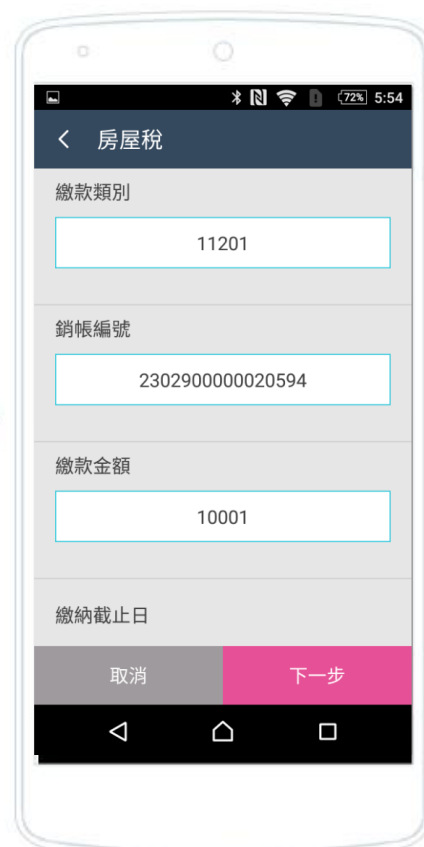 72% 5:54
房屋稅
繳款類別
11201
銷帳編號
2302900000020594
繳款金額
10001
繳納截止日
取消 下一步